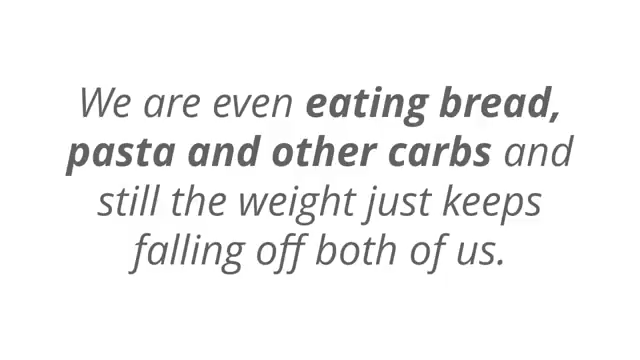 We are even eating bread,
pasta and other carbs and
still the weight just keeps
falling off both of us.